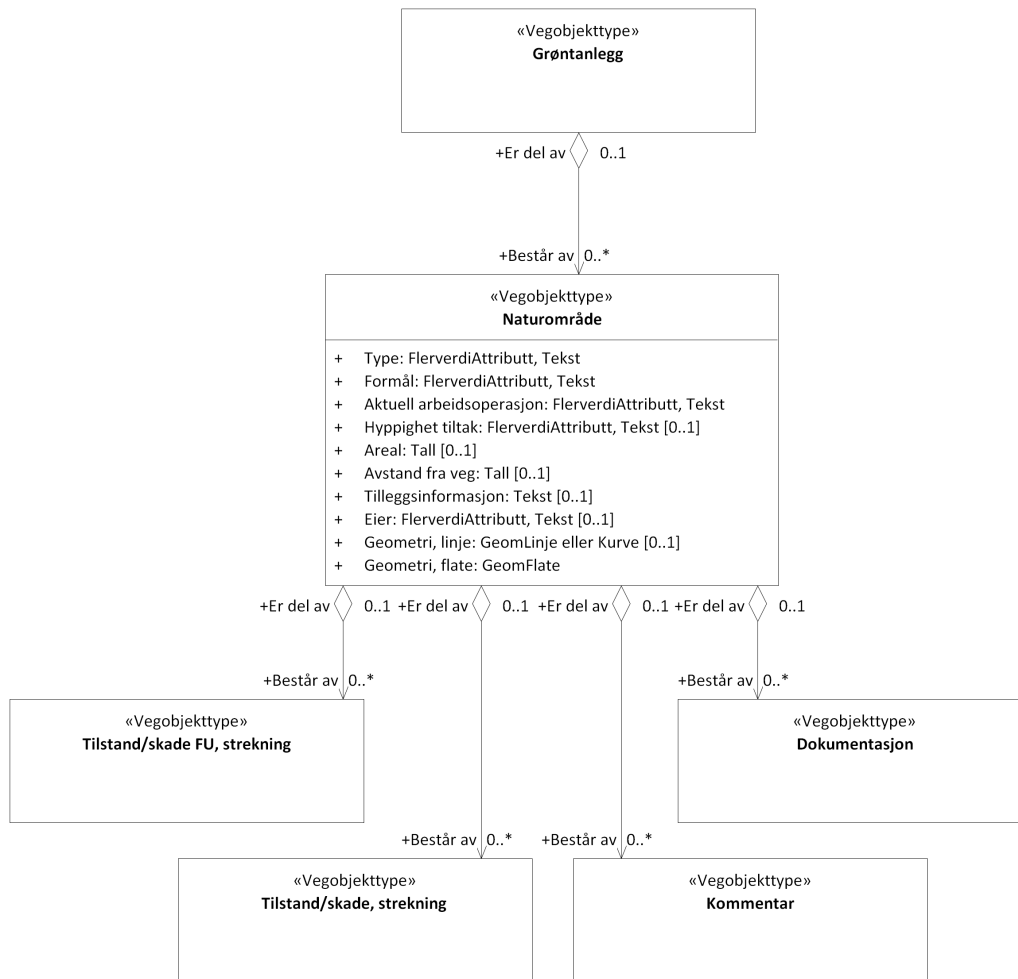 «Vegobjekttype»
Grøntanlegg
+Er del av 0..1
+Består av 0..*
«Vegobjekttype»
Naturområde
+ Type: FlerverdiAttributt, Tekst
+ Formål: FlerverdiAttributt, Tekst
+ Aktuell arbeidsoperasjon: FlerverdiAttributt, Tekst
+ Hyppighet tiltak: FlerverdiAttributt, Tekst [0..1]
+ Areal: Tall [0..1]
+ Avstand fra veg: Tall [0..1]
+ Tilleggsinformasjon: Tekst [0..1]
+ Eier: FlerverdiAttributt, Tekst [0..1]
+ Geometri, linje: GeomLinje eller Kurve [0..1]
+ Geometri, flate: GeomFlate
+Er del av 0..1 +Er del av 0..1 +Er del av 0..1 +Er del av 0..1
+Består av 0..* +Består av 0..*
«Vegobjekttype»
Tilstand/skade FU, strekning
«Vegobjekttype»
Dokumentasjon
+Består av 0..* +Består av 0..*
«Vegobjekttype»
Tilstand/skade, strekning
«Vegobjekttype»
Kommentar